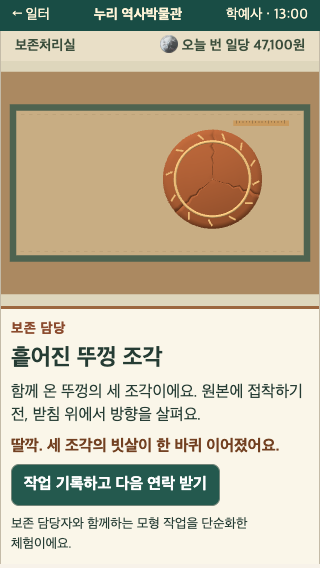 ← 일터
누리 역사박물관
학예사 · 13:00
보존처리실
오늘 번 일당 47,100원
보존 담당
흩어진 뚜껑 조각
함께 온 뚜껑의 세 조각이에요. 원본에 접착하기
전, 받침 위에서 방향을 살펴요.
딸깍. 세 조각의 빗살이 한 바퀴 이어졌어요.
작업 기록하고 다음 연락 받기
보존 담당자와 함께하는 모형 작업을 단순화한
체험이에요.